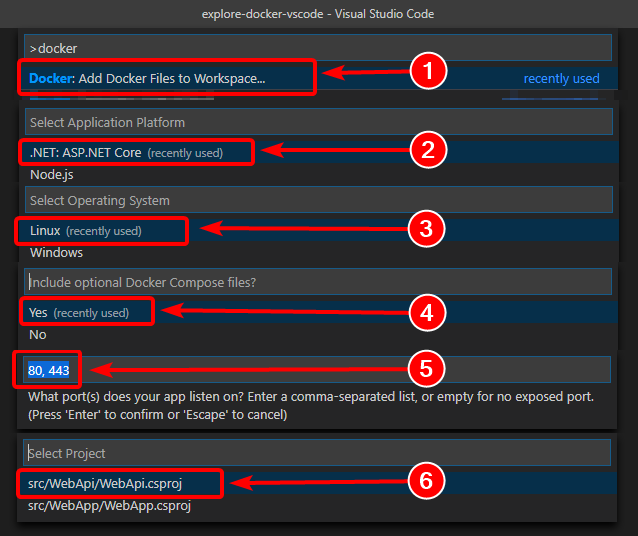 explore-docker-vscode - Visual Studio Code
>docker
Docker: Add Docker Files to Workspace... recently used
1
Select Application Platform
.NET: ASP.NET Core (recently used)
2
Node.js
Select Operating System
Linux (recently used)
3
Windows
Include optional Docker Compose files?
Yes (recently used)
4
No
80, 443
5
What port(s) does your app listen on? Enter a comma-separated list, or empty for no exposed port.
(Press 'Enter' to confirm or 'Escape' to cancel)
Select Project
src/WebApi/WebApi.csproj
6
src/WebApp/WebApp.csproj